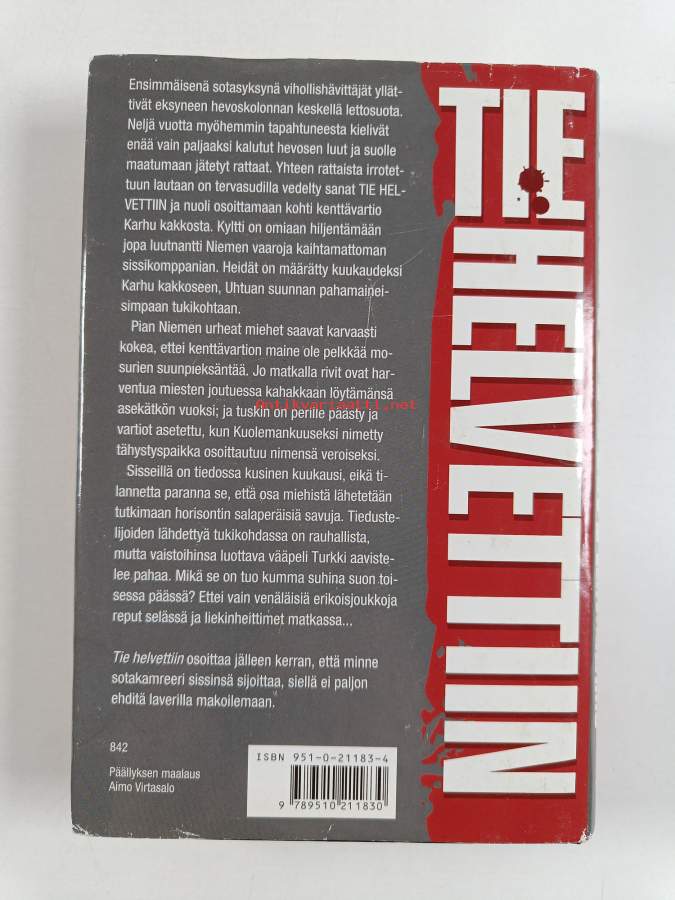 Ensimmäisenä sotasyksynä vihollishävittäjät yllät-
tivät eksyneen hevoskolonnan keskellä lettosuota.
Neljä vuotta myöhemmin tapahtuneesta kielivät
enää vain paljaaksi kalutut hevosen luut ja suolle
maatumaan jätetyt rattaat. Yhteen rattaista irrotet-
tuun lautaan on tervasudilla vedelty sanat TIE HEL-
VETTIIN ja nuoli osoittamaan kohti kenttävartio
Karhu kakkosta. Kyltti on omiaan hiljentämään
jopa luutnantti Niemen vaaroja kaihtamattoman
sissikomppanian. Heidät on määrätty kuukaudeksi
Karhu kakkoseen, Uhtuan suunnan pahamainei-
simpaan tukikohtaan.
Pian Niemen urheat miehet saavat karvaasti
kokea, ettei kenttävartion maine ole pelkkää mo-
surien suunpieksäntää. Jo matkalla rivit ovat har-
ventua miesten joutuessa kahakkaan löytämänsä
asekätkön vuoksi; ja tuskin on perille päästy ja
vartiot asetettu, kun Kuolemankuuseksi nimetty
tähystyspaikka osoittautuu nimensä veroiseksi.
Sisseillä on tiedossa kusinen kuukausi, eikä ti-
lannetta paranna se, että osa miehistä lähetetään
tutkimaan horisontin salaperäisiä savuja. Tieduste-
lijoiden lähdettyä tukikohdassa on rauhallista,
mutta vaistoihinsa luottava vääpeli Turkki aaviste-
lee pahaa. Mikä se on tuo kumma suhina suon toi-
sessa päässä? Ettei vain venäläisiä erikoisjoukkoja
reput selässä ja liekinheittimet matkassa...
Tie helvettiin osoittaa jälleen kerran, että minne
sotakamreeri sissinsä sijoittaa, siellä ei paljon
ehditä laverilla makoilemaan.
842
Päällyksen maalaus
Aimo Virtasalo
ISBN 951-0-21183-4
9 789510 211830
TIE HELVETTIIN
Antikvariaatti.net